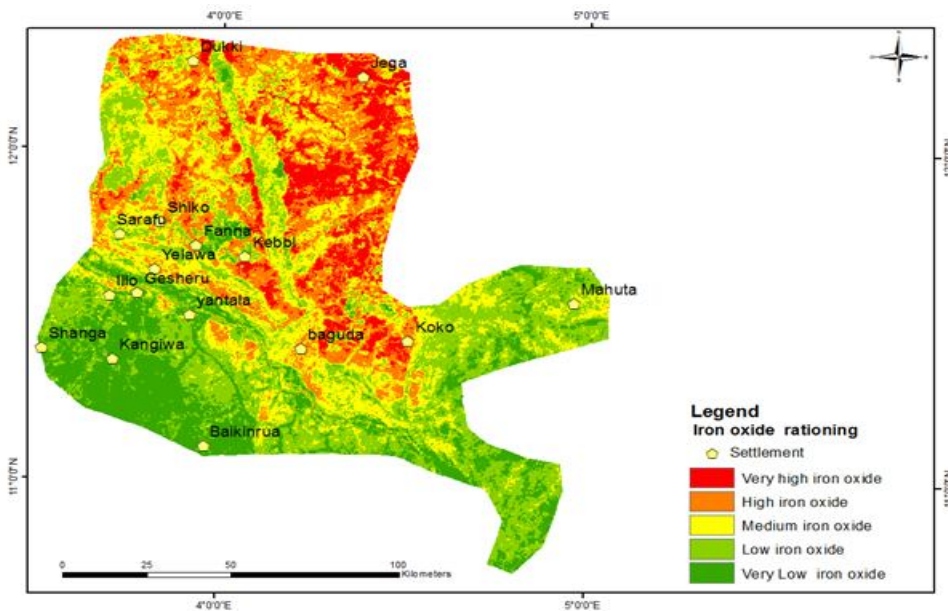 4°0'0"E 5°0'0"E
Dukki
Jega
12°0'0"N
Shiko
Sarafu
Fanna
Kebbi
Yelawa
Illo Gesheru
yantala
Mahuta
Shanga
Kangiwa
baguda
Koko
Balkinrua
11°0'0"N
Legend
Iron oxide rationing
Settlement
Very high iron oxide
High iron oxide
Medium iron oxide
Low iron oxide
Very Low iron oxide
0 25 50 100
Kilometers
4°0'0"E 5°0'0"E